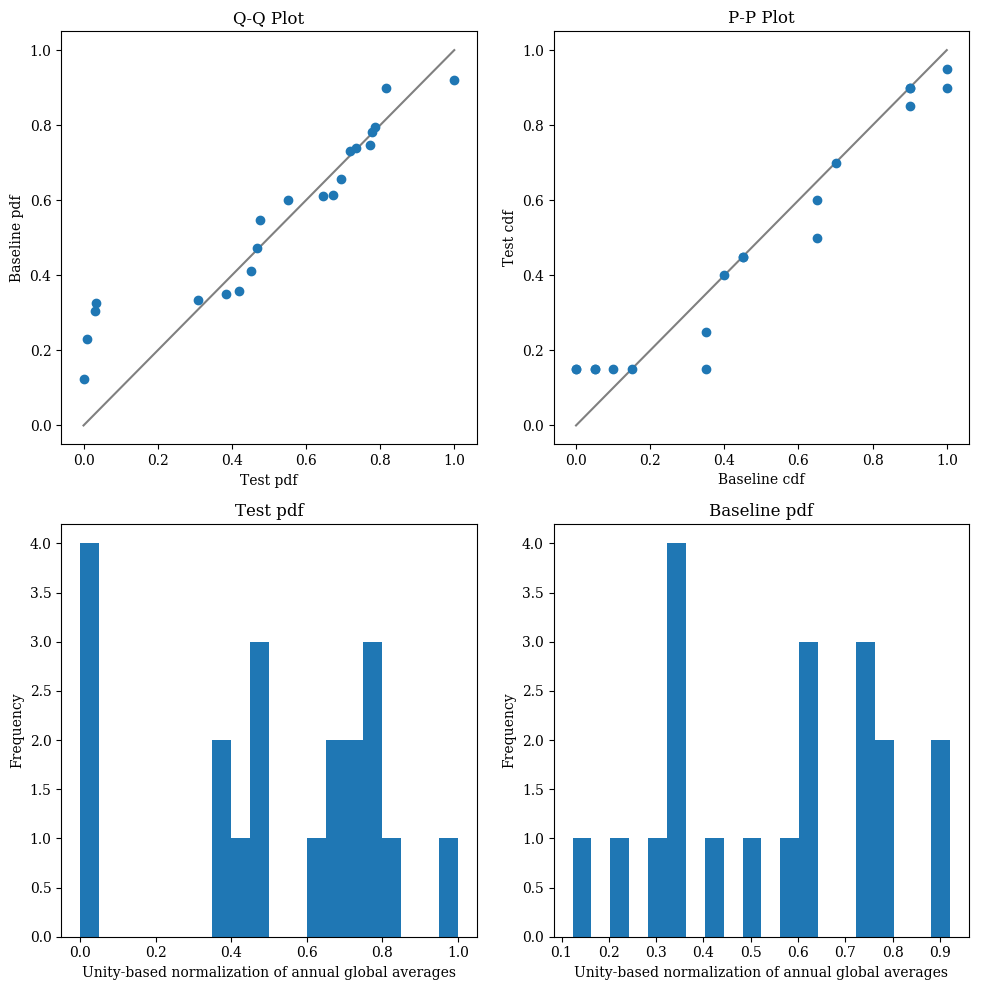 Q-Q Plot
1.0
0.8
0.6
0.4
0.2
0.0
Baseline pdf
0.0 0.2 0.4 0.6 0.8 1.0
Test pdf
P-P Plot
1.0
0.8
0.6
0.4
0.2
0.0
Test cdf
0.0 0.2 0.4 0.6 0.8 1.0
Baseline cdf
Test pdf
4.0
3.5
3.0
2.5
2.0
1.5
1.0
0.5
0.0
Frequency
0.0 0.2 0.4 0.6 0.8 1.0
Unity-based normalization of annual global averages
Baseline pdf
4.0
3.5
3.0
2.5
2.0
1.5
1.0
0.5
0.0
Frequency
0.1 0.2 0.3 0.4 0.5 0.6 0.7 0.8 0.9
Unity-based normalization of annual global averages